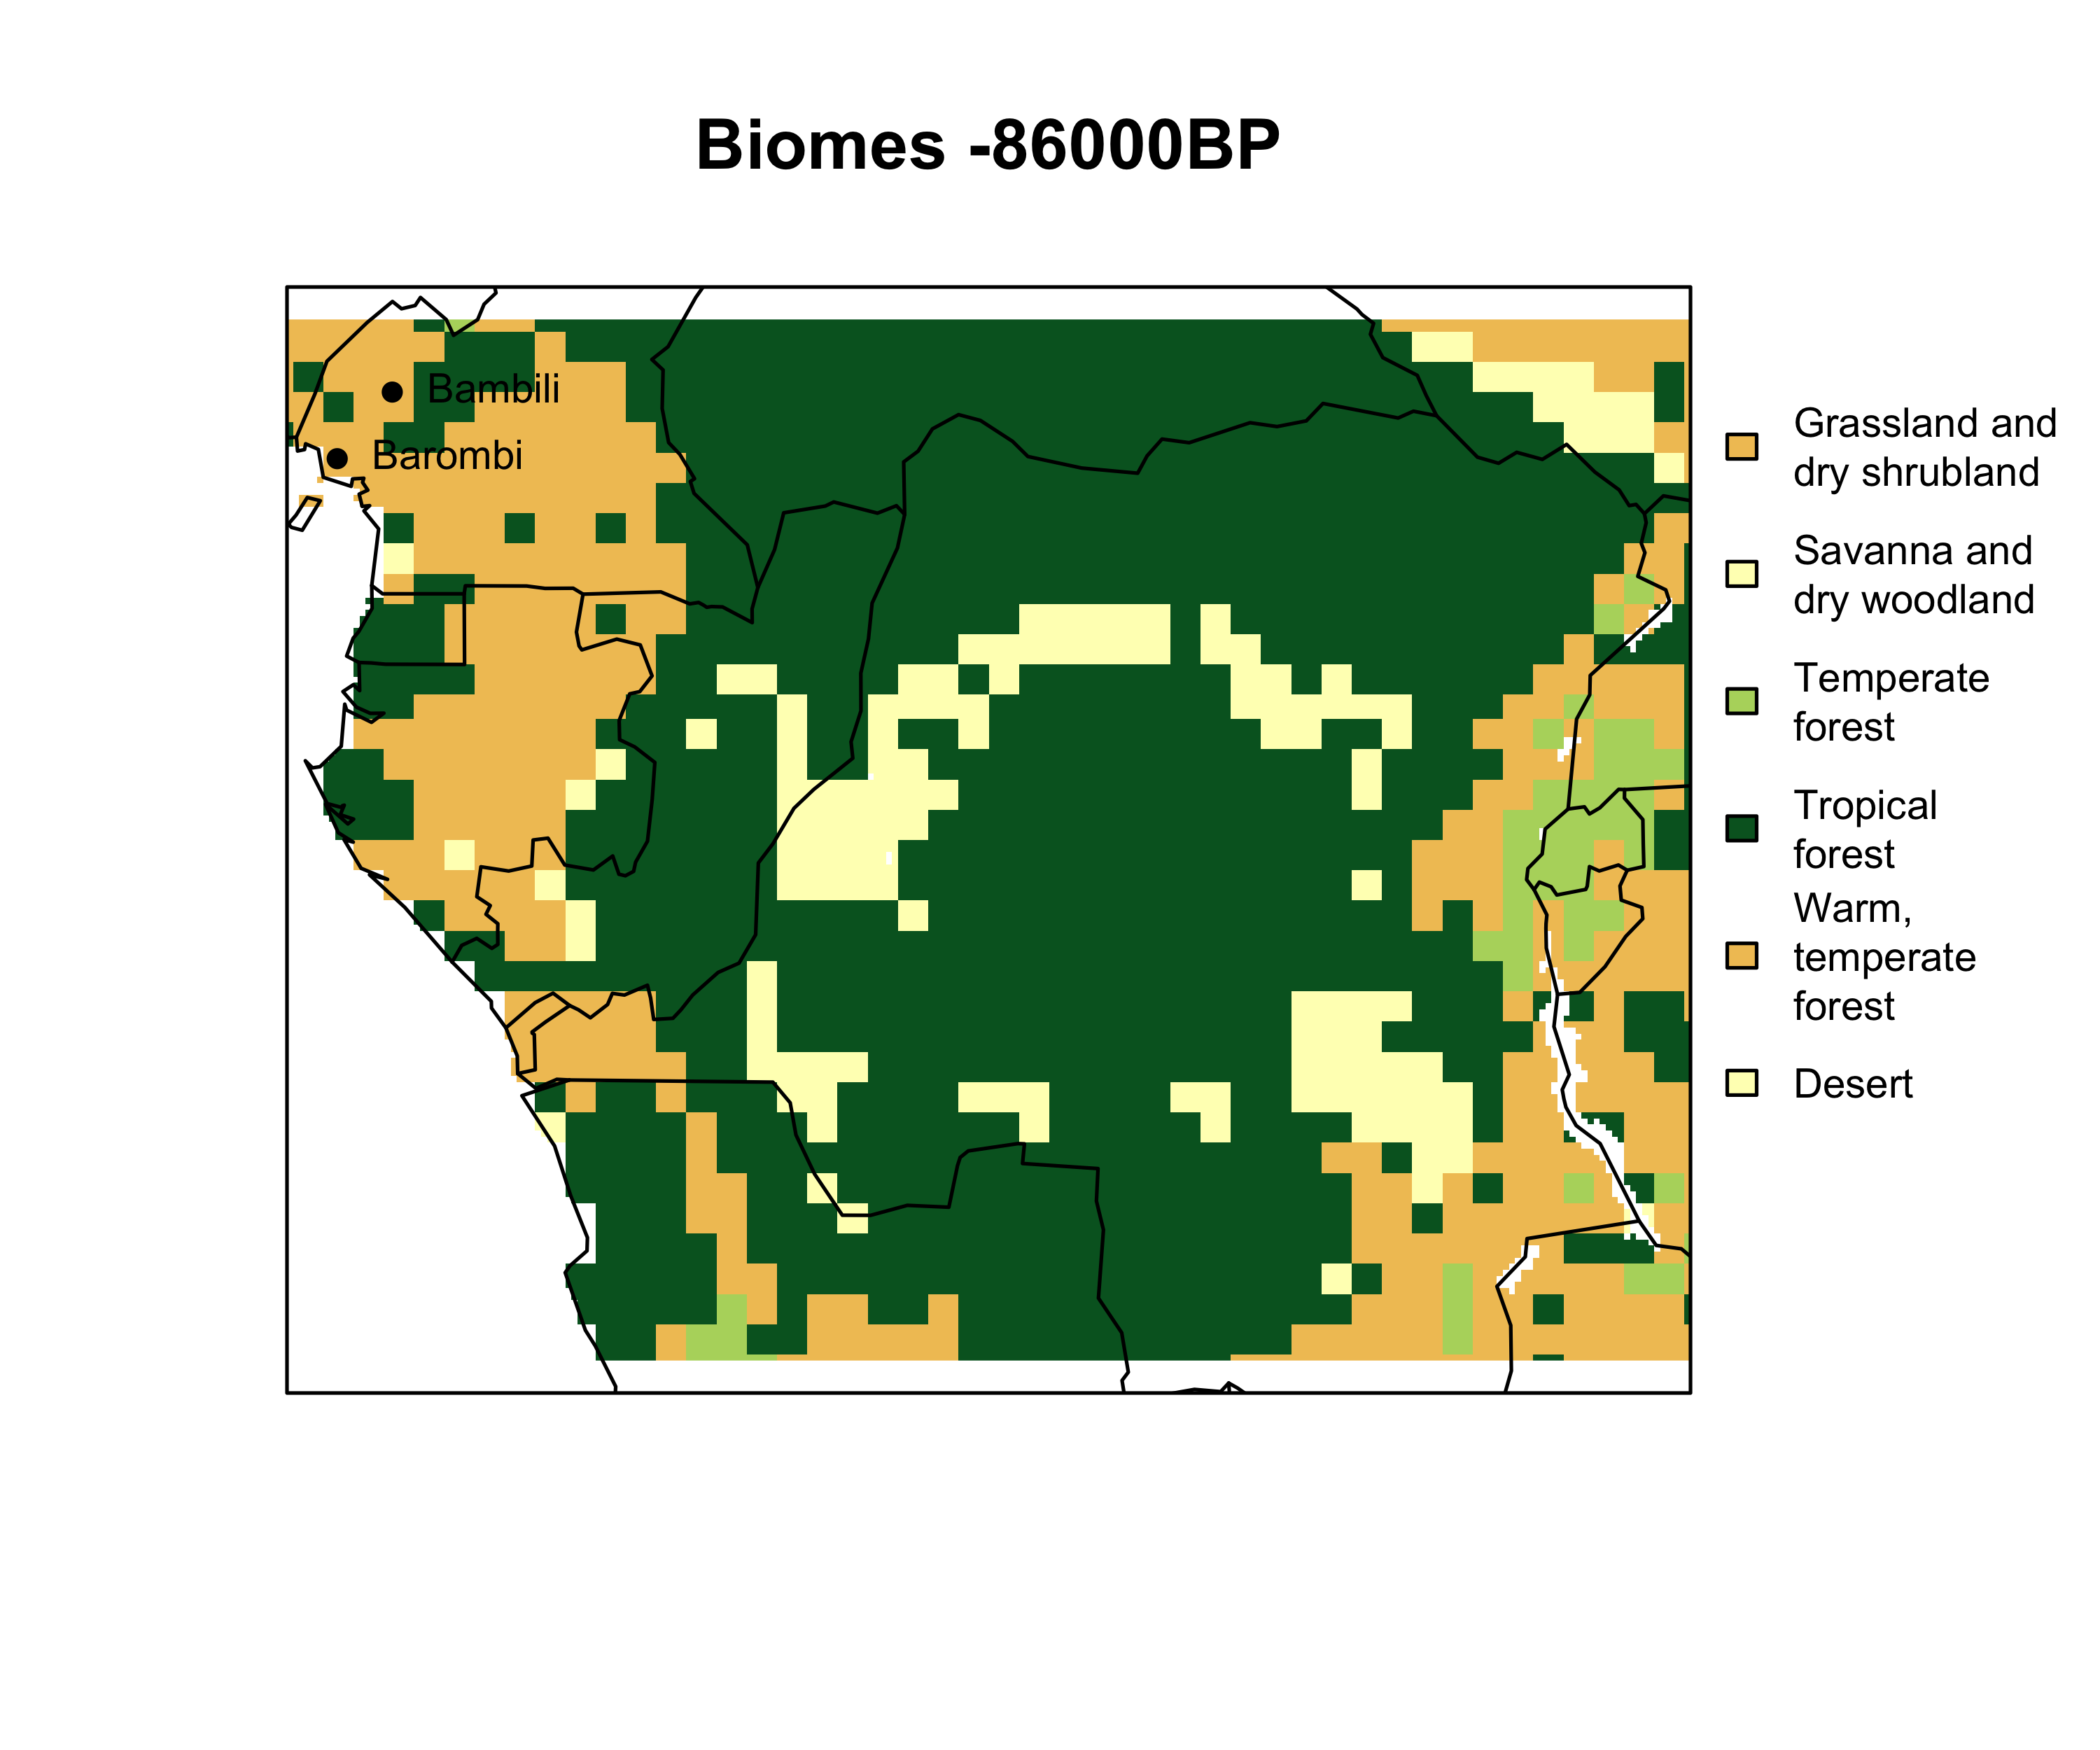 Biomes -86000BP
Bambili
Barombi
Grassland and
dry shrubland
Savanna and
dry woodland
Temperate
forest
Tropical
forest
Warm,
temperate
forest
Desert